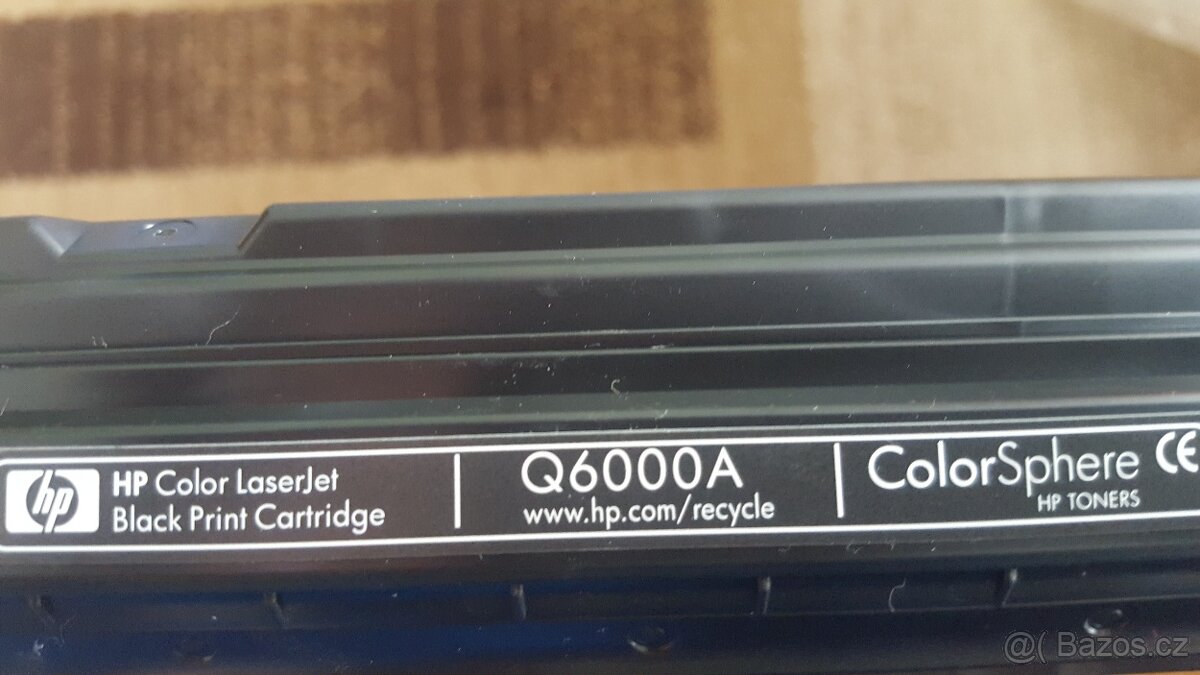 hp
HP Color LaserJet
Black Print Cartridge
Q6000A
www.hp.com/recycle
ColorSphere
HP TONERS
CE
@( Bazos.cz